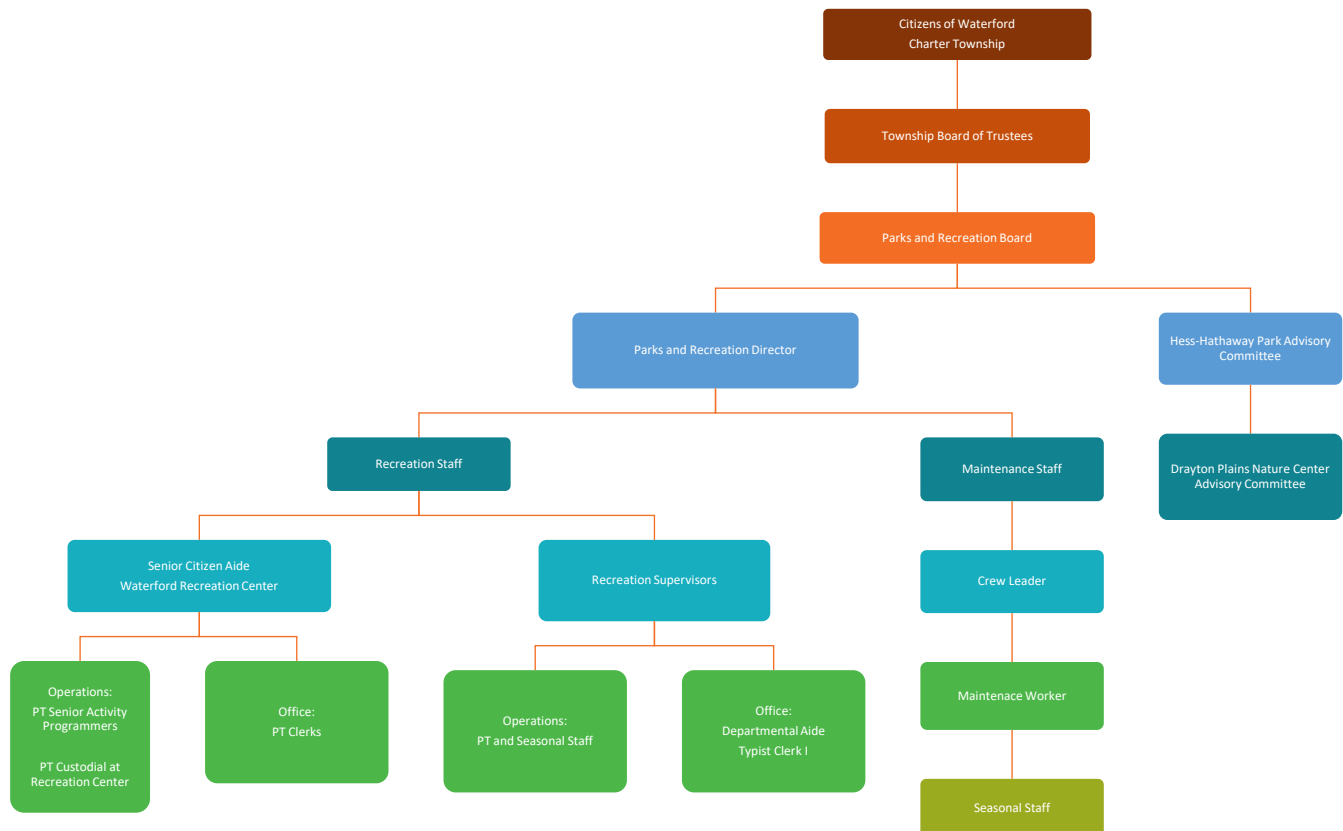 Citizens of Waterford
Charter Township
Township Board of Trustees
Parks and Recreation Board
Parks and Recreation Director
Hess-Hathaway Park Advisory
Committee
Recreation Staff
Maintenance Staff
Drayton Plains Nature Center
Advisory Committee
Senior Citizen Aide
Waterford Recreation Center
Recreation Supervisors
Crew Leader
Operations:
PT Senior Activity
Programmers
PT Custodial at
Recreation Center
Office:
PT Clerks
Operations:
PT and Seasonal Staff
Office:
Departmental Aide
Typist Clerk I
Maintenace Worker
Seasonal Staff